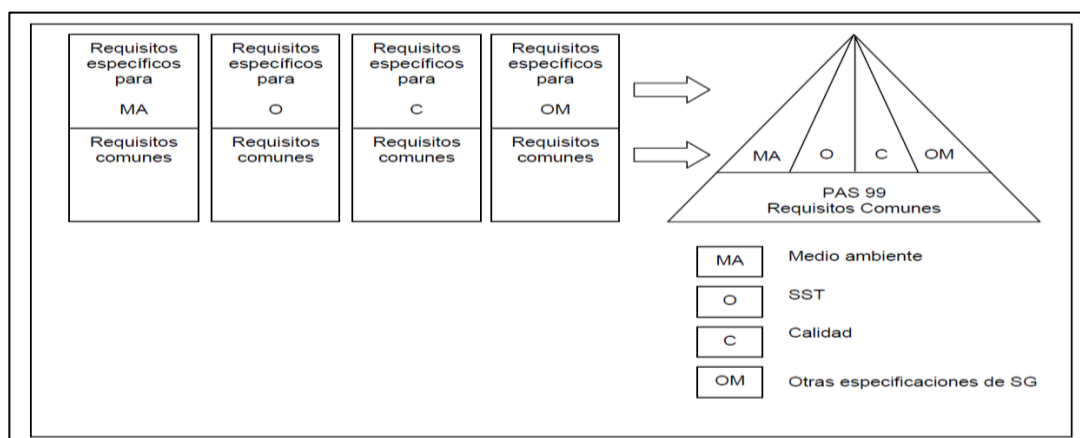 Requisitos
específicos
para
MA
Requisitos
comunes
Requisitos
específicos
para
O
Requisitos
comunes
Requisitos
específicos
para
C
Requisitos
comunes
Requisitos
específicos
para
OM
Requisitos
comunes
MA
O
C
OM
PAS 99
Requisitos Comunes
MA Medio ambiente
O SST
C Calidad
OM Otras especificaciones de SG